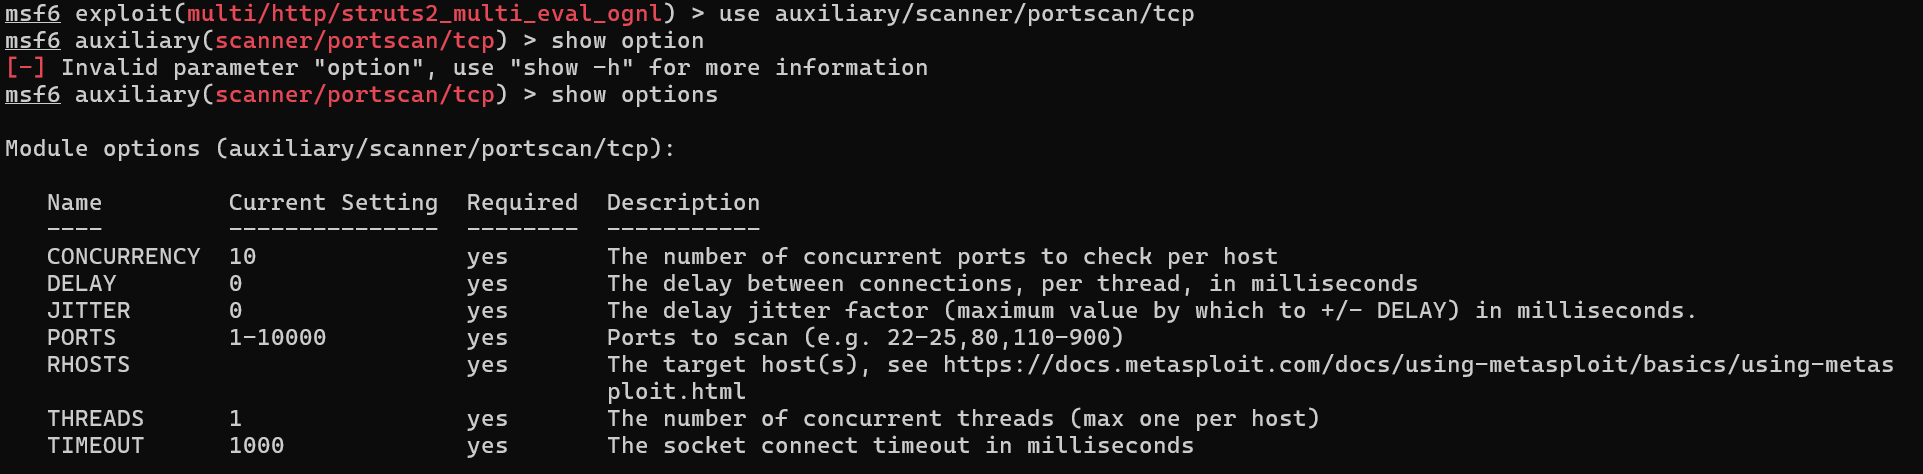 msf6 exploit(multi/http/struts2_multi_eval_ognl) > use auxiliary/scanner/portscan/tcp
msf6 auxiliary(scanner/portscan/tcp) > show option
[-] Invalid parameter "option", use "show -h" for more information
msf6 auxiliary(scanner/portscan/tcp) > show options

Module options (auxiliary/scanner/portscan/tcp):

   Name         Current Setting  Required  Description
   ----         ---------------  --------  -----------
   CONCURRENCY  10               yes       The number of concurrent ports to check per host
   DELAY        0                yes       The delay between connections, per thread, in milliseconds
   JITTER       0                yes       The delay jitter factor (maximum value by which to +/- DELAY) in milliseconds.
   PORTS        1-10000          yes       Ports to scan (e.g. 22-25,80,110-900)
   RHOSTS                        yes       The target host(s), see https://docs.metasploit.com/docs/using-metasploit/basics/using-metas
                                           ploit.html
   THREADS      1                yes       The number of concurrent threads (max one per host)
   TIMEOUT      1000             yes       The socket connect timeout in milliseconds